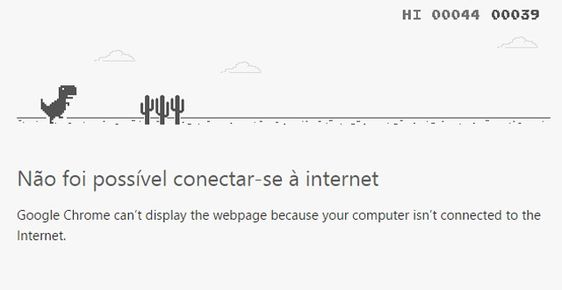 HI 00044 00039
Não foi possível conectar-se à internet
Google Chrome can't display the webpage because your computer isn't connected to the
Internet.